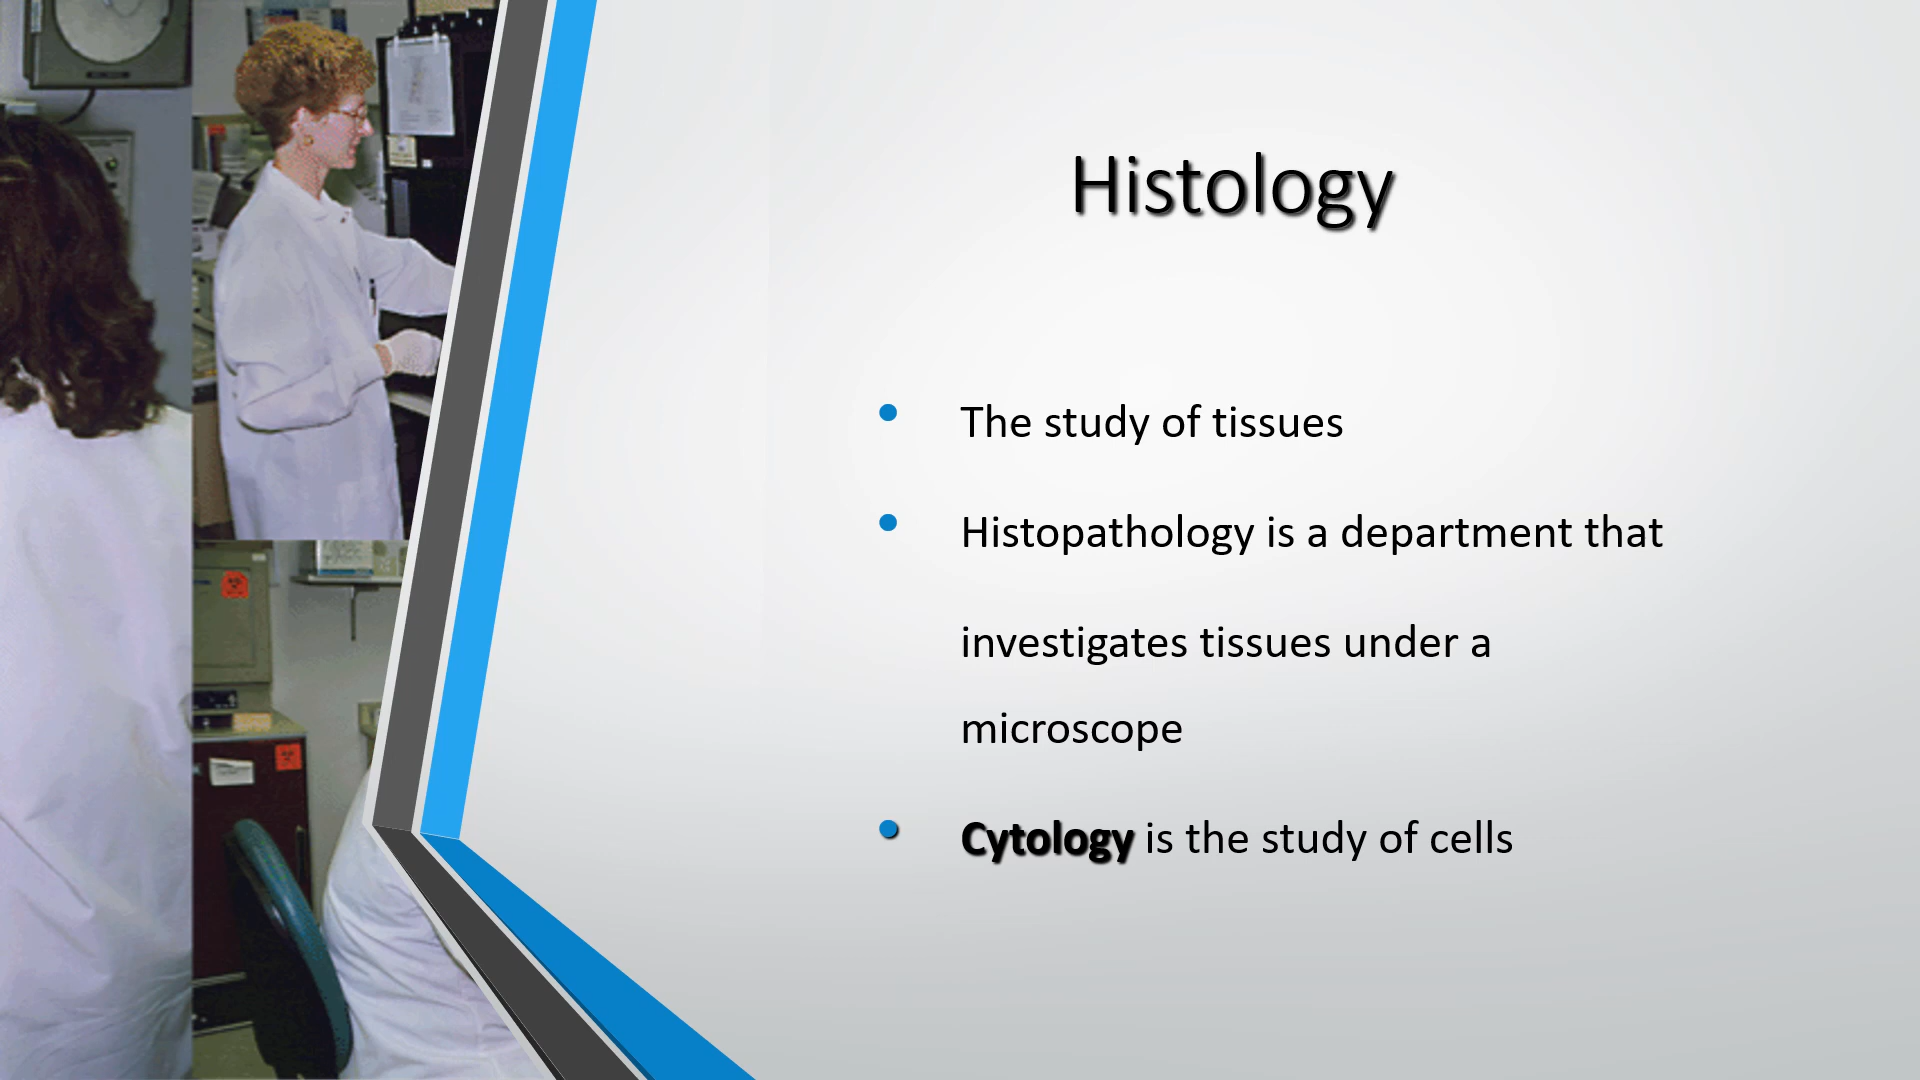 Histology
• The study of tissues
• Histopathology is a department that
investigates tissues under a
microscope
• Cytology is the study of cells